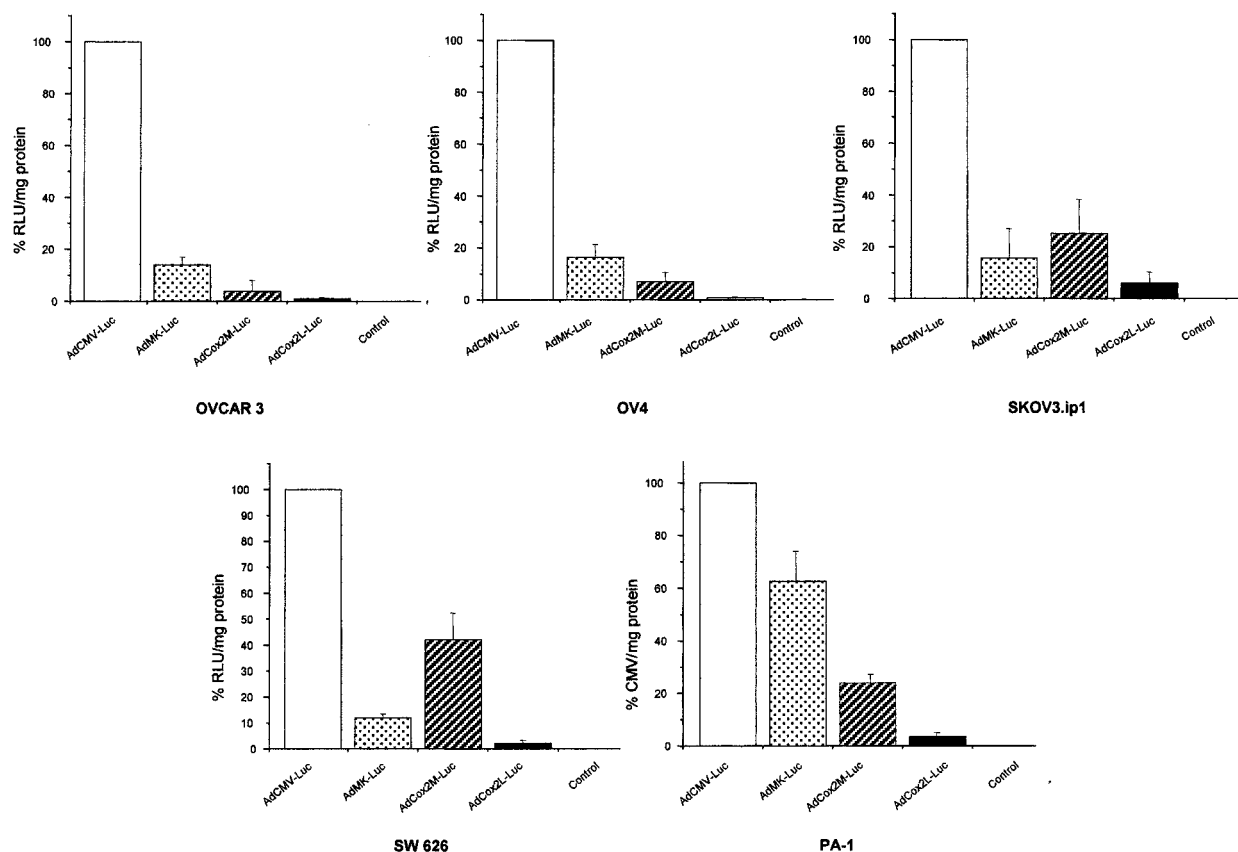 % RLU/mg protein
100
80
60
40
20
0
AdCMV-Luc
AdMK-Luc
AdCox2M-Luc
AdCox2L-Luc
Control
OVCAR 3
% RLU/mg protein
100
80
60
40
20
0
AdCMV-Luc
AdMK-Luc
AdCox2M-Luc
AdCox2L-Luc
Control
OV4
% RLU/mg protein
100
80
60
40
20
0
AdCMV-Luc
AdMK-Luc
AdCox2M-Luc
AdCox2L-Luc
Control
SKOV3.ip1
% RLU/mg protein
100
90
80
70
60
50
40
30
20
10
0
AdCMV-Luc
AdMK-Luc
AdCox2M-Luc
AdCox2L-Luc
Control
SW 626
% CMV/mg protein
100
80
60
40
20
0
AdCMV-Luc
AdMK-Luc
AdCox2M-Luc
AdCox2L-Luc
Control
PA-1